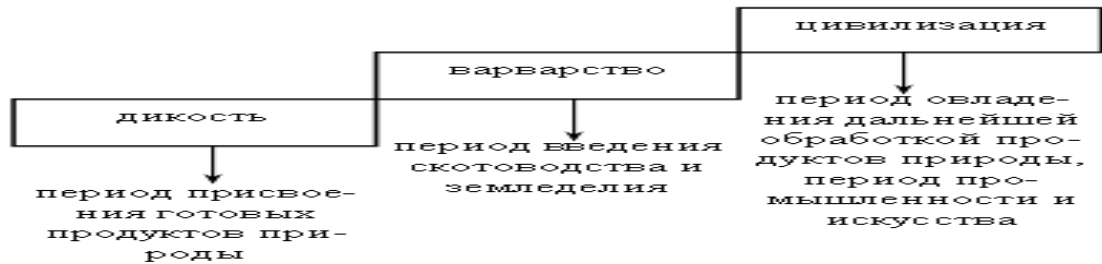 цивилизация
варварство
дикость
период овладе-
ния дальнейшей
обработкой про-
дуктов природы,
период про-
мышленности и
искусства
период введения
скотоводства и
земледелия
период присвое-
ния готовых
продуктов при-
роды